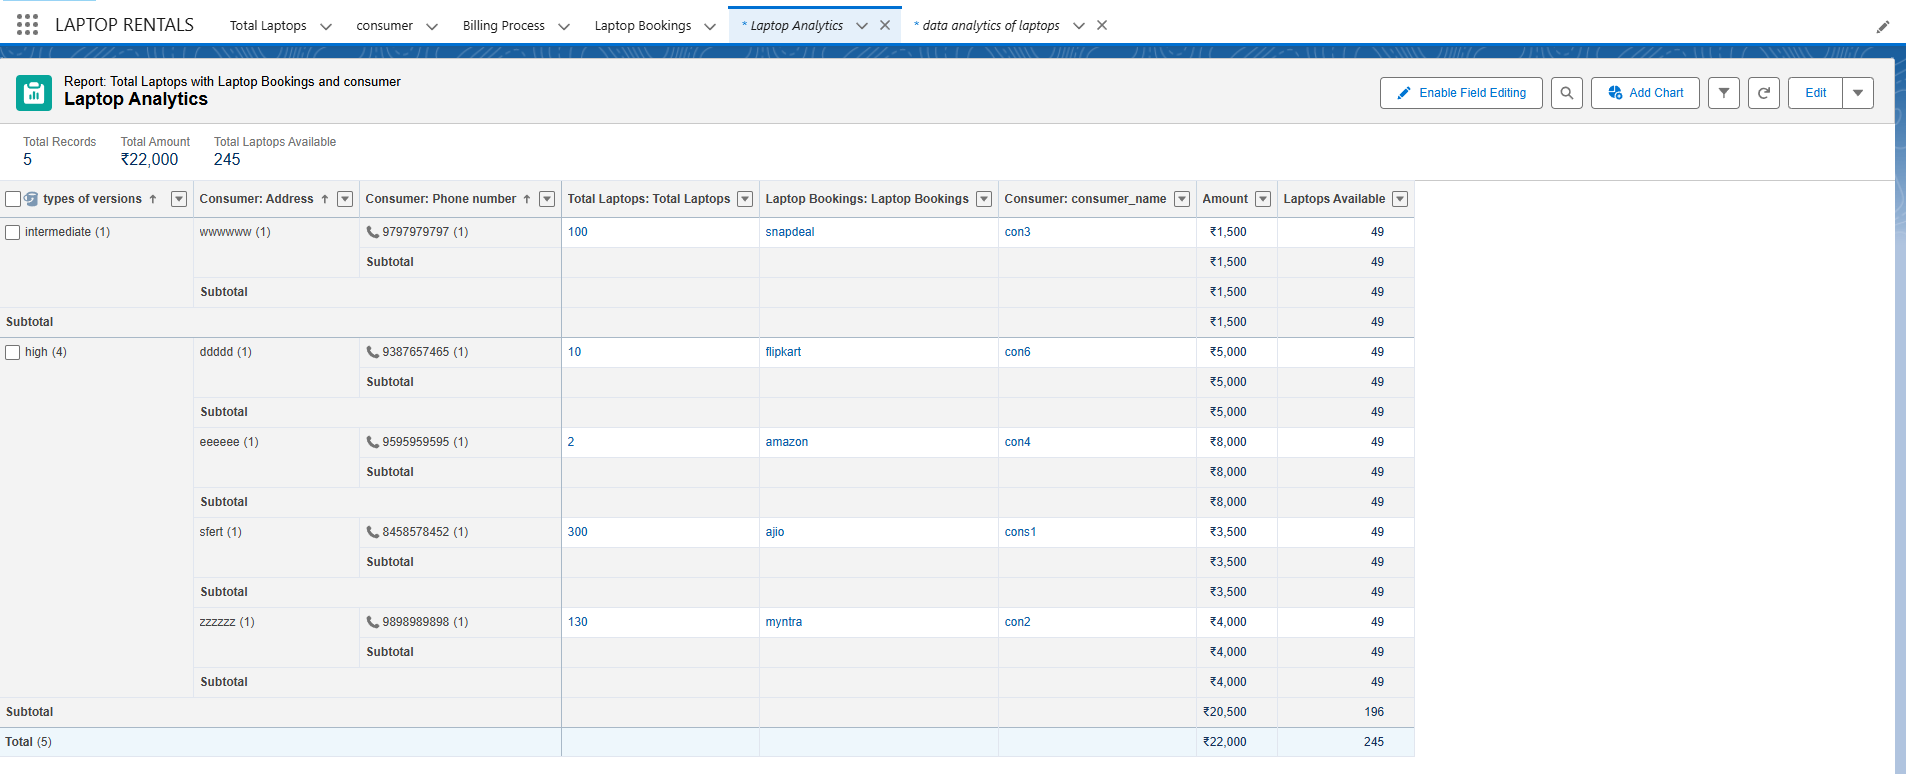 LAPTOP RENTALS Total Laptops consumer Billing Process Laptop Bookings * Laptop Analytics * data analytics of laptops
Report: Total Laptops with Laptop Bookings and consumer
Laptop Analytics
Enable Field Editing Add Chart Edit
Total Records Total Amount Total Laptops Available
5 ₹22,000 245
types of versions ↑ Consumer: Address ↑ Consumer: Phone number ↑ Total Laptops: Total Laptops Laptop Bookings: Laptop Bookings Consumer: consumer_name Amount Laptops Available
intermediate (1) wwwwww (1) 9797979797 (1) 100 snapdeal con3 ₹1,500 49
Subtotal ₹1,500 49
Subtotal ₹1,500 49
Subtotal ₹1,500 49
high (4) ddddd (1) 9387657465 (1) 10 flipkart con6 ₹5,000 49
Subtotal ₹5,000 49
Subtotal ₹5,000 49
eeeeee (1) 9595959595 (1) 2 amazon con4 ₹8,000 49
Subtotal ₹8,000 49
Subtotal ₹8,000 49
sfert (1) 8458578452 (1) 300 ajio cons1 ₹3,500 49
Subtotal ₹3,500 49
Subtotal ₹3,500 49
zzzzzz (1) 9898989898 (1) 130 myntra con2 ₹4,000 49
Subtotal ₹4,000 49
Subtotal ₹4,000 49
Subtotal ₹20,500 196
Total (5) ₹22,000 245